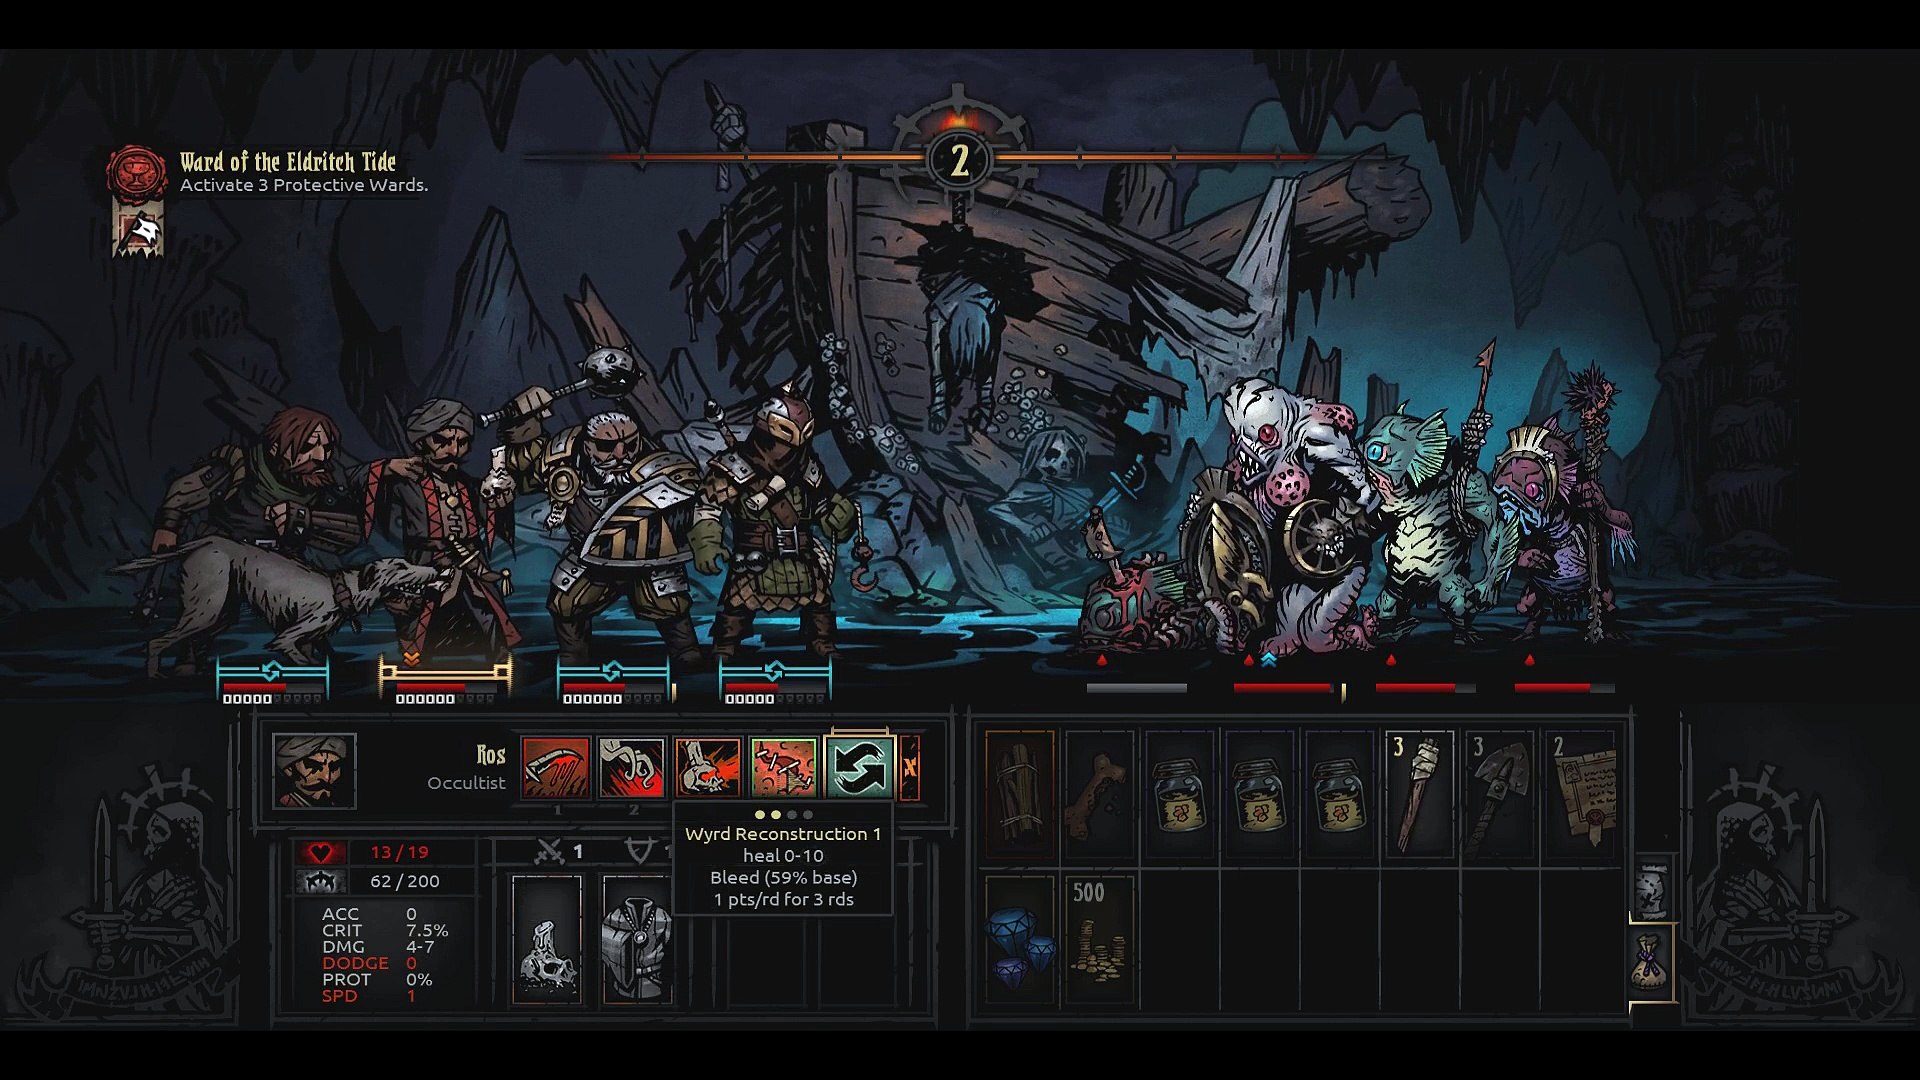 Ward of the Eldritch Tide
Activate 3 Protective Wards.
2
Ros
Occultist
1
2
X
Wyrd Reconstruction 1
heal 0-10
Bleed (59% base)
1 pts/rd for 3 rds
13 / 19
62 / 200
1
1
ACC 0
CRIT 7.5%
DMG 4-7
DODGE 0
PROT 0%
SPD 1
3
3
2
500